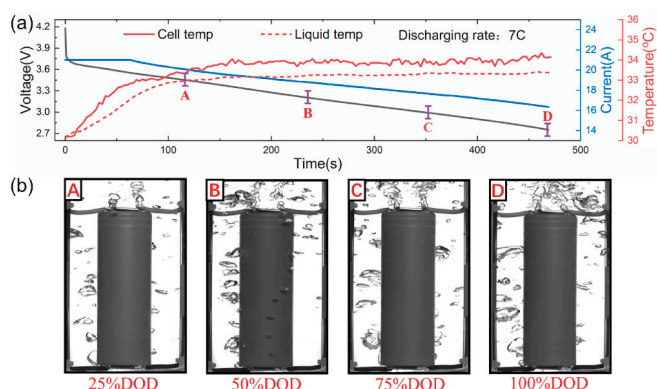 (a)
Cell temp
Liquid temp
Discharging rate: 7C
Voltage(V)
4.2
3.9
3.6
3.3
3.0
2.7
Current(A)
24
22
20
18
16
14
Temperature(°C)
36
35
34
33
32
31
30
A
B
C
D
0
100
200
300
400
500
Time(s)
(b)
A
B
C
D
25%DOD
50%DOD
75%DOD
100%DOD